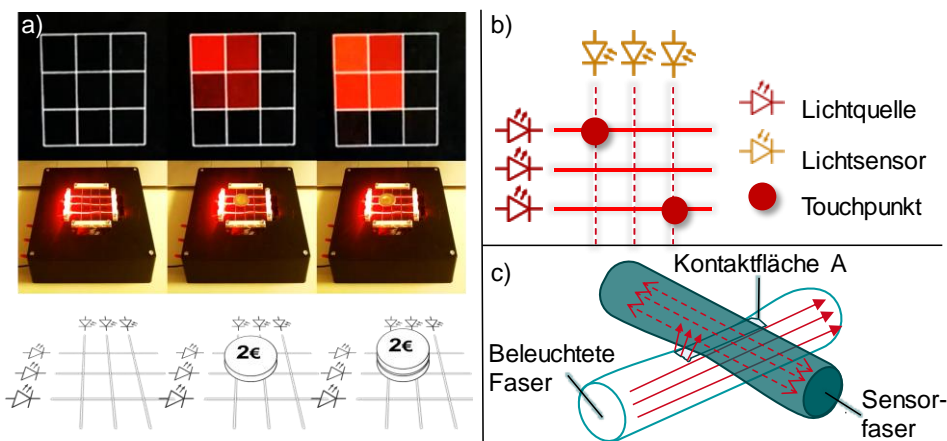 a)
2€
2€
b)
Lichtquelle
Lichtsensor
Touchpunkt
c)
Kontaktfläche A
Beleuchtete
Faser
Sensor-
faser